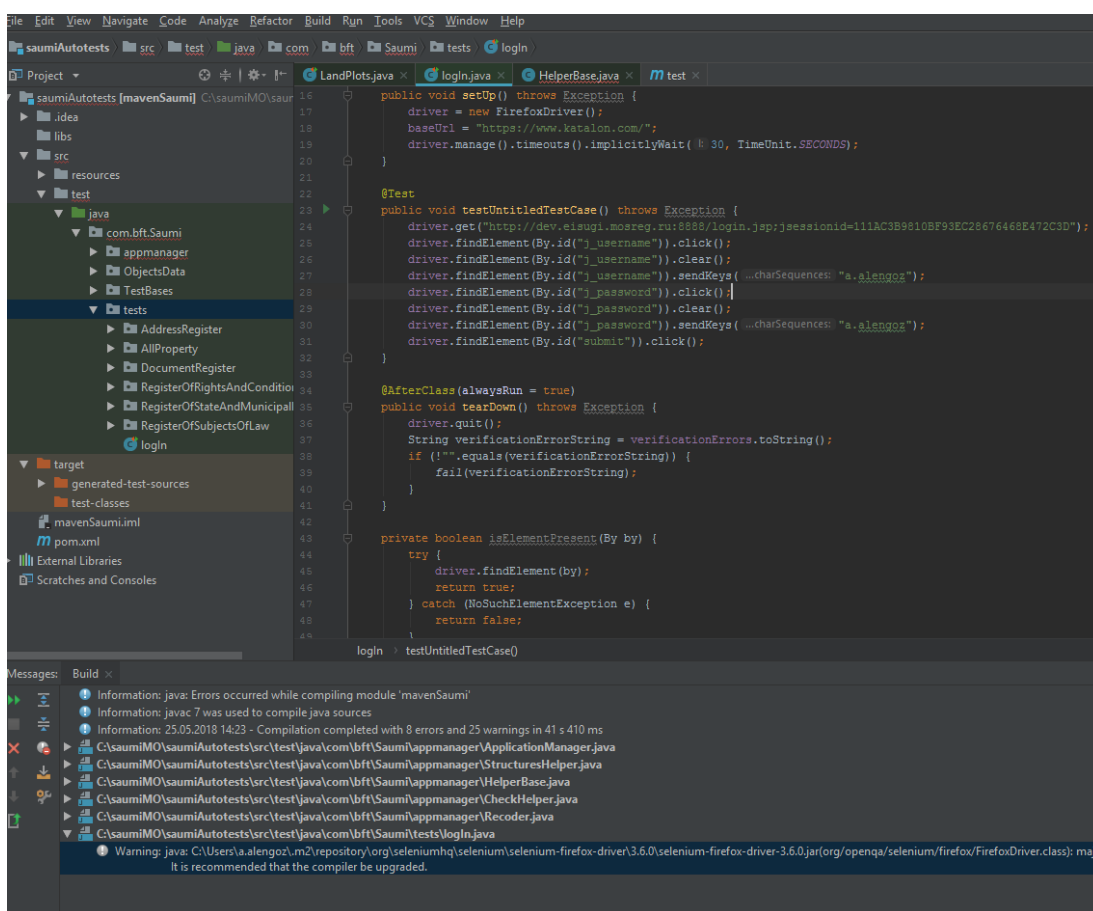 File Edit View Navigate Code Analyze Refactor Build Run Tools VCS Window Help
saumiAutotests src test java com bft Saumi tests logIn
Project
LandPlots.java logIn.java HelperBase.java m test
saumiAutotests [mavenSaumi] C:\saumiMO\saur
.idea
libs
src
resources
test
java
com.bft.Saumi
appmanager
ObjectsData
TestBases
tests
AddressRegister
AllProperty
DocumentRegister
RegisterOfRightsAndCondition
RegisterOfStateAndMunicipall
RegisterOfSubjectsOfLaw
logIn
target
generated-test-sources
test-classes
mavenSaumi.iml
m pom.xml
External Libraries
Scratches and Consoles
16 public void setUp() throws Exception {
17 driver = new FirefoxDriver();
18 baseUrl = "https://www.katalon.com/";
19 driver.manage().timeouts().implicitlyWait( l: 30, TimeUnit.SECONDS);
20 }
21
22 @Test
23 public void testUntitledTestCase() throws Exception {
24 driver.get("http://dev.eisugi.mosreg.ru:8888/login.jsp;jsessionid=111AC3B9810BF93EC28676468E472C3D");
25 driver.findElement(By.id("j_username")).click();
26 driver.findElement(By.id("j_username")).clear();
27 driver.findElement(By.id("j_username")).sendKeys( ...charSequences: "a.alengoz");
28 driver.findElement(By.id("j_password")).click();
29 driver.findElement(By.id("j_password")).clear();
30 driver.findElement(By.id("j_password")).sendKeys( ...charSequences: "a.alengoz");
31 driver.findElement(By.id("submit")).click();
32 }
33
34 @AfterClass(alwaysRun = true)
35 public void tearDown() throws Exception {
36 driver.quit();
37 String verificationErrorString = verificationErrors.toString();
38 if (!"".equals(verificationErrorString)) {
39 fail(verificationErrorString);
40 }
41 }
42
43 private boolean isElementPresent(By by) {
44 try {
45 driver.findElement(by);
46 return true;
47 } catch (NoSuchElementException e) {
48 return false;
49 }
logIn testUntitledTestCase()
Messages: Build
Information: java: Errors occurred while compiling module 'mavenSaumi'
Information: javac 7 was used to compile java sources
Information: 25.05.2018 14:23 - Compilation completed with 8 errors and 25 warnings in 41 s 410 ms
C:\saumiMO\saumiAutotests\src\test\java\com\bft\Saumi\appmanager\ApplicationManager.java
C:\saumiMO\saumiAutotests\src\test\java\com\bft\Saumi\appmanager\StructuresHelper.java
C:\saumiMO\saumiAutotests\src\test\java\com\bft\Saumi\appmanager\HelperBase.java
C:\saumiMO\saumiAutotests\src\test\java\com\bft\Saumi\appmanager\CheckHelper.java
C:\saumiMO\saumiAutotests\src\test\java\com\bft\Saumi\appmanager\Recoder.java
C:\saumiMO\saumiAutotests\src\test\java\com\bft\Saumi\tests\logIn.java
Warning: java: C:\Users\a.alengoz\.m2\repository\org\seleniumhq\selenium\selenium-firefox-driver\3.6.0\selenium-firefox-driver-3.6.0.jar(org/openqa/selenium/firefox/FirefoxDriver.class): ma
It is recommended that the compiler be upgraded.